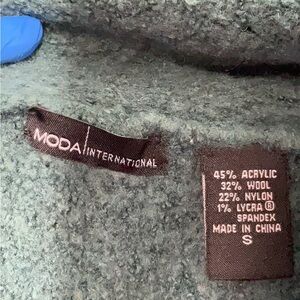 MODA INTERNATIONAL
45% ACRYLIC
32% WOOL
22% NYLON
1% LYCRA ®
SPANDEX
MADE IN CHINA
S